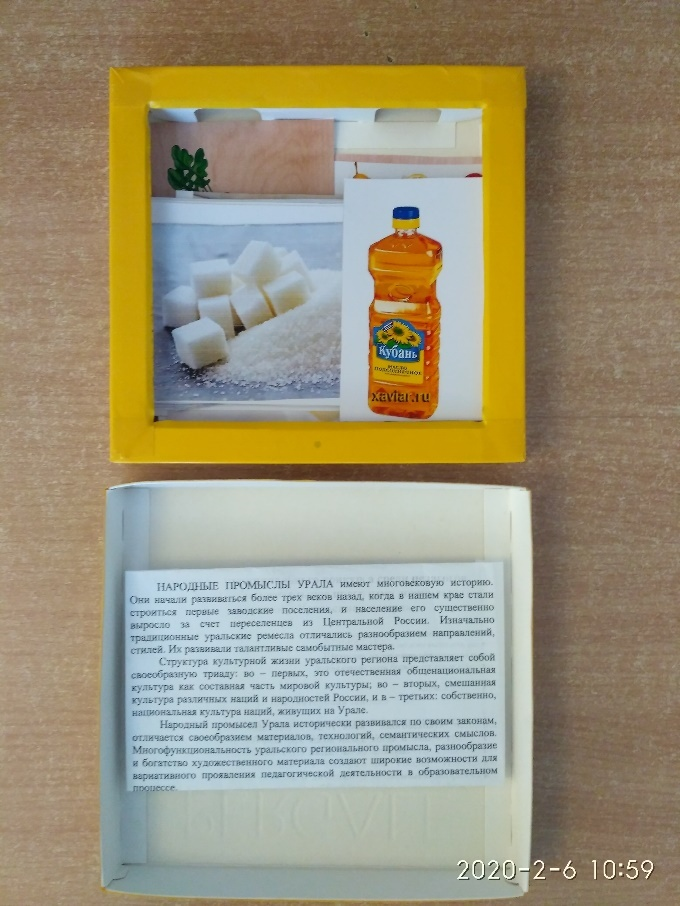 Кубань
МАСЛО
ПОДСОЛНЕЧНОЕ
xaviar.ru
НАРОДНЫЕ ПРОМЫСЛЫ УРАЛА имеют многовековую историю.
Они начали развиваться более трех веков назад, когда в нашем крае стали
строиться первые заводские поселения, и население его существенно
выросло за счет переселенцев из Центральной России. Изначально
традиционные уральские ремесла отличались разнообразием направлений,
стилей. Их развивали талантливые самобытные мастера.
Структура культурной жизни уральского региона представляет собой
своеобразную триаду: во – первых, это отечественная общенациональная
культура как составная часть мировой культуры; во – вторых, смешанная
культура различных наций и народностей России, и в – третьих: собственно,
национальная культура наций, живущих на Урале.
Народный промысел Урала исторически развивался по своим законам,
отличается своеобразием материалов, технологий, семантических смыслов.
Многофункциональность уральского регионального промысла, разнообразие
и богатство художественного материала создают широкие возможности для
вариативного проявления педагогической деятельности в образовательном
процессе.
2020-2-6 10:59